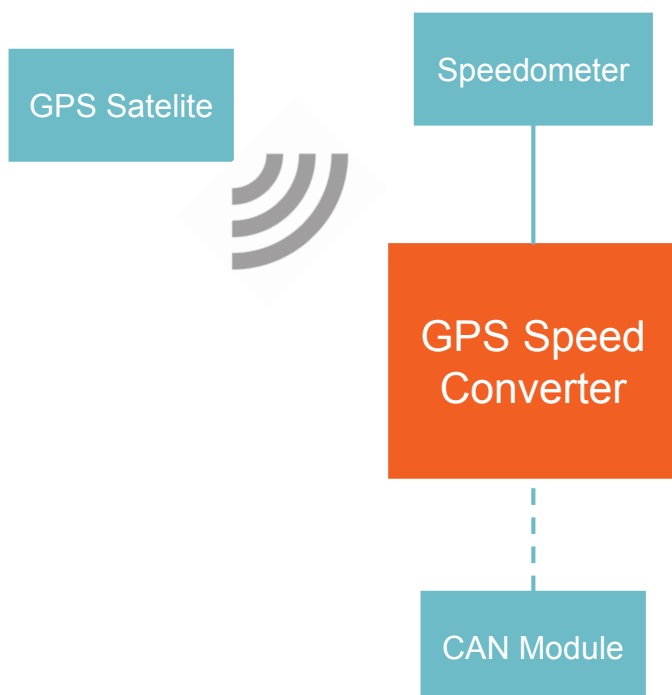 Speedometer
GPS Satelite
GPS Speed
Converter
CAN Module